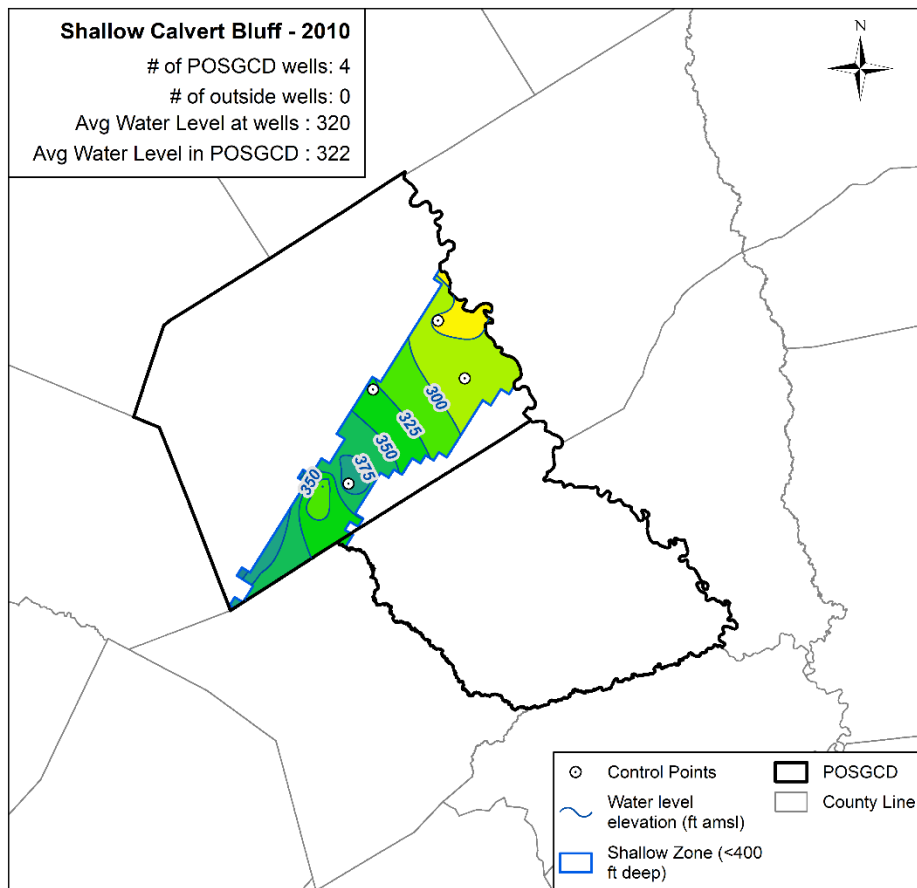 Shallow Calvert Bluff - 2010
# of POSGCD wells: 4
# of outside wells: 0
Avg Water Level at wells : 320
Avg Water Level in POSGCD : 322
N
300
325
350
375
350
Control Points
Water level
elevation (ft amsl)
Shallow Zone (<400
ft deep)
POSGCD
County Line